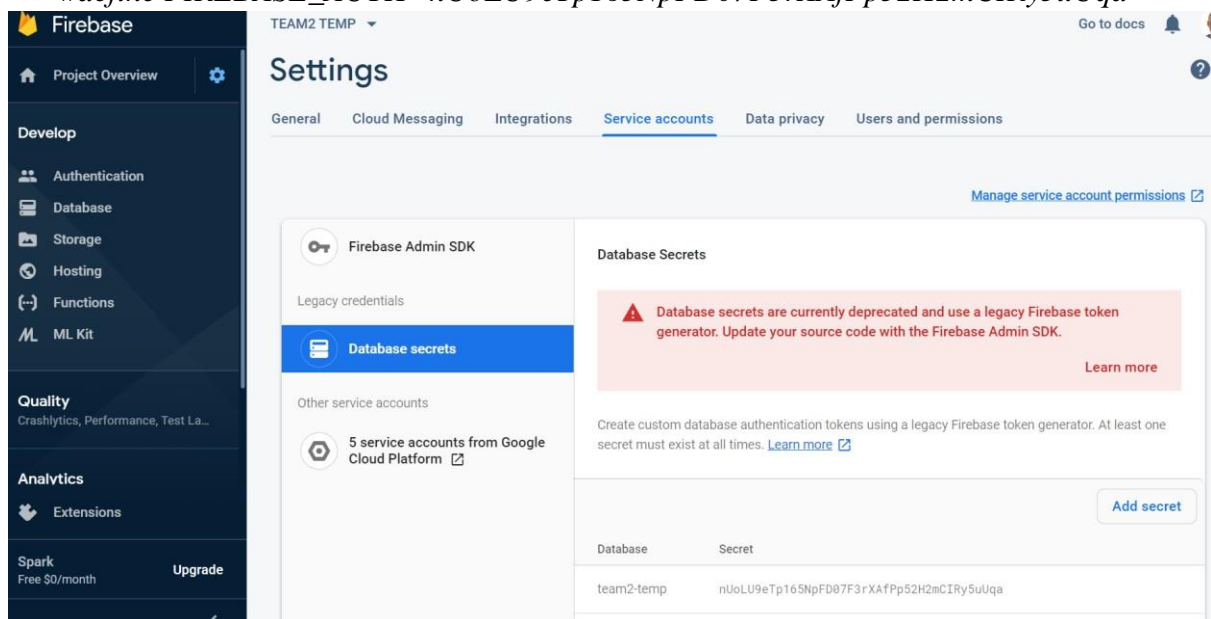 Firebase
TEAM2 TEMP
Go to docs
Project Overview
Settings
General Cloud Messaging Integrations Service accounts Data privacy Users and permissions
Develop
Authentication
Database
Storage
Hosting
Functions
ML Kit
Quality
Crashlytics, Performance, Test La...
Analytics
Extensions
Spark
Free $0/month
Upgrade
Manage service account permissions
Firebase Admin SDK
Legacy credentials
Database secrets
Other service accounts
5 service accounts from Google
Cloud Platform
Database Secrets
Database secrets are currently deprecated and use a legacy Firebase token
generator. Update your source code with the Firebase Admin SDK.
Learn more
Create custom database authentication tokens using a legacy Firebase token generator. At least one
secret must exist at all times. Learn more
Add secret
Database Secret
team2-temp nUoLU9eTp165NpFD07F3rXAfPp52H2mCIRy5uUqa